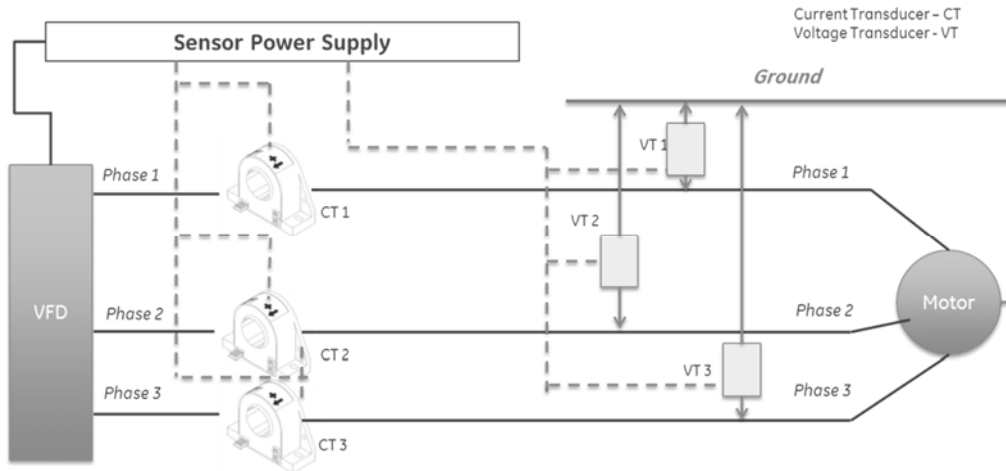 Current Transducer – CT
Voltage Transducer - VT
Sensor Power Supply
Ground
VT 1
Phase 1
Phase 1
CT 1
VT 2
VFD
Phase 2
Phase 2
Motor
CT 2
VT 3
Phase 3
Phase 3
CT 3